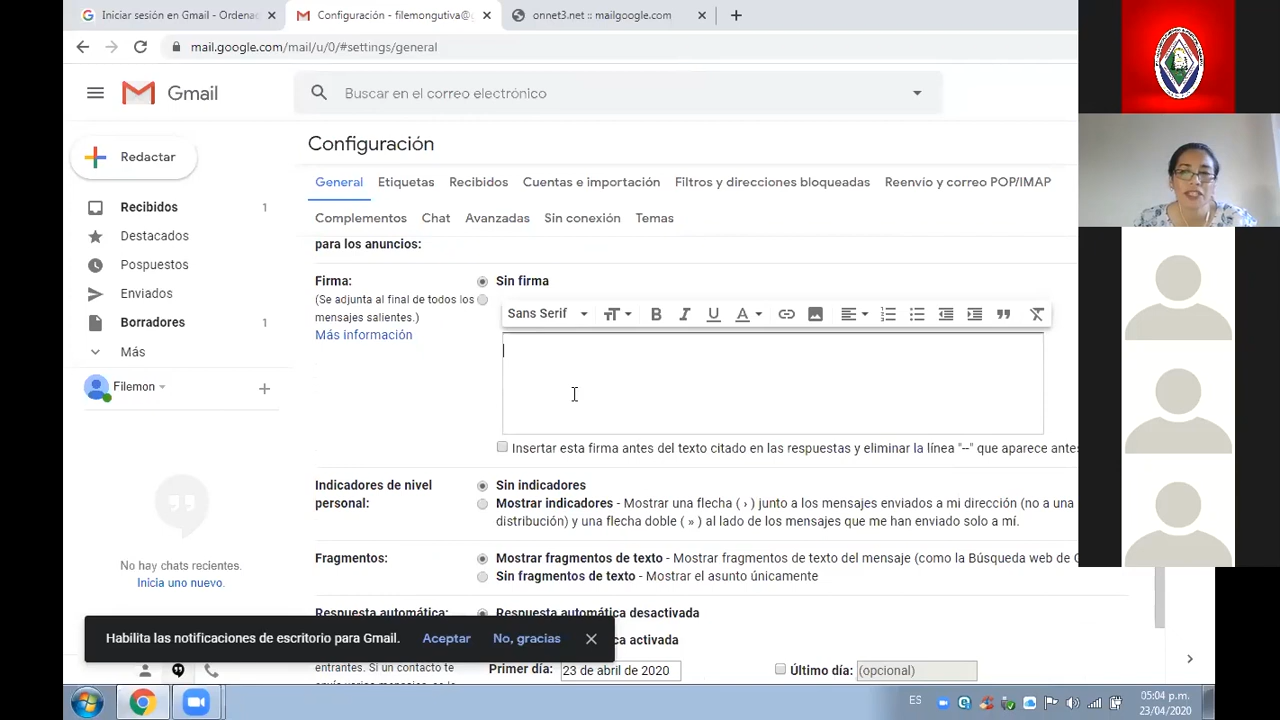 Iniciar sesión en Gmail - Ordena
Configuración - filemongutiva@
onnet3.net :: mailgoogle.com
mail.google.com/mail/u/0/#settings/general
Gmail
Buscar en el correo electrónico
Redactar
Recibidos 1
Destacados
Pospuestos
Enviados
Borradores 1
Más
Filemon
No hay chats recientes.
Inicia uno nuevo.
Configuración
General Etiquetas Recibidos Cuentas e importación Filtros y direcciones bloqueadas Reenvío y correo POP/IMAP
Complementos Chat Avanzadas Sin conexión Temas
para los anuncios:
Firma:
(Se adjunta al final de todos los
mensajes salientes.)
Más información
Sin firma
Sans Serif
Insertar esta firma antes del texto citado en las respuestas y eliminar la línea "--" que aparece antes
Indicadores de nivel
personal:
Sin indicadores
Mostrar indicadores - Mostrar una flecha ( › ) junto a los mensajes enviados a mi dirección (no a una
distribución) y una flecha doble ( » ) al lado de los mensajes que me han enviado solo a mí.
Fragmentos:
Mostrar fragmentos de texto - Mostrar fragmentos de texto del mensaje (como la Búsqueda web de
Sin fragmentos de texto - Mostrar el asunto únicamente
Respuesta automática:
Respuesta automática desactivada
activada
entrantes. Si un contacto te
Primer día: 23 de abril de 2020
Último día: (opcional)
Habilita las notificaciones de escritorio para Gmail. Aceptar No, gracias
ES
05:04 p.m.
23/04/2020